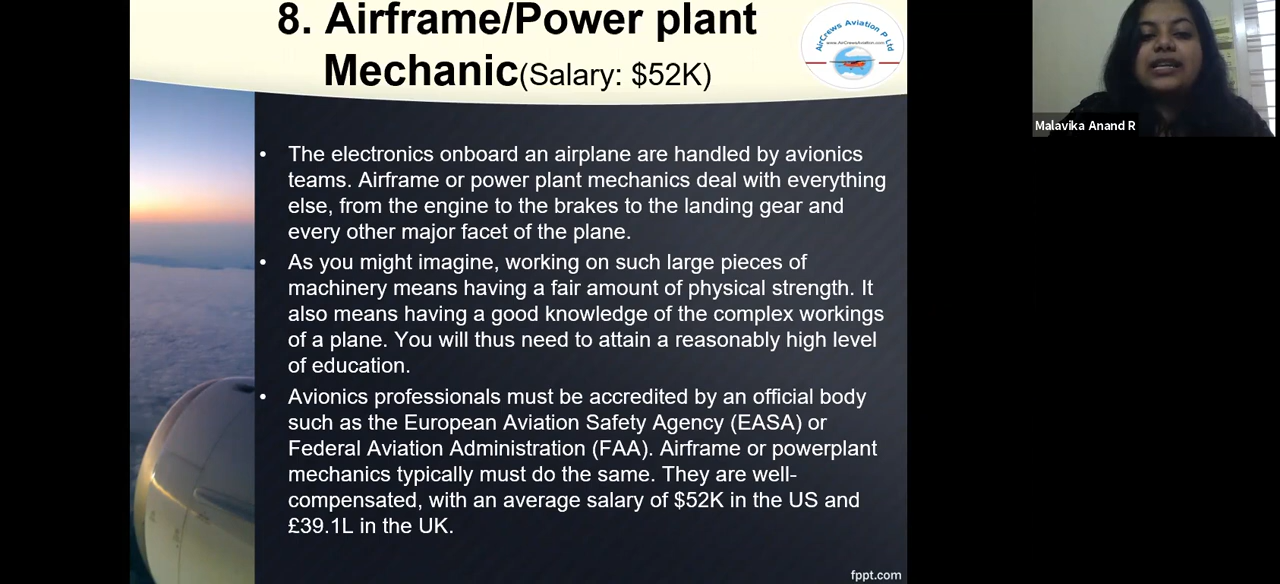 8. Airframe/Power plant
Mechanic(Salary: $52K)
AirCrews Aviation P Ltd
www.AirCrewsAviation.com
Malavika Anand R
• The electronics onboard an airplane are handled by avionics
teams. Airframe or power plant mechanics deal with everything
else, from the engine to the brakes to the landing gear and
every other major facet of the plane.
• As you might imagine, working on such large pieces of
machinery means having a fair amount of physical strength. It
also means having a good knowledge of the complex workings
of a plane. You will thus need to attain a reasonably high level
of education.
• Avionics professionals must be accredited by an official body
such as the European Aviation Safety Agency (EASA) or
Federal Aviation Administration (FAA). Airframe or powerplant
mechanics typically must do the same. They are well-
compensated, with an average salary of $52K in the US and
£39.1L in the UK.
fppt.com